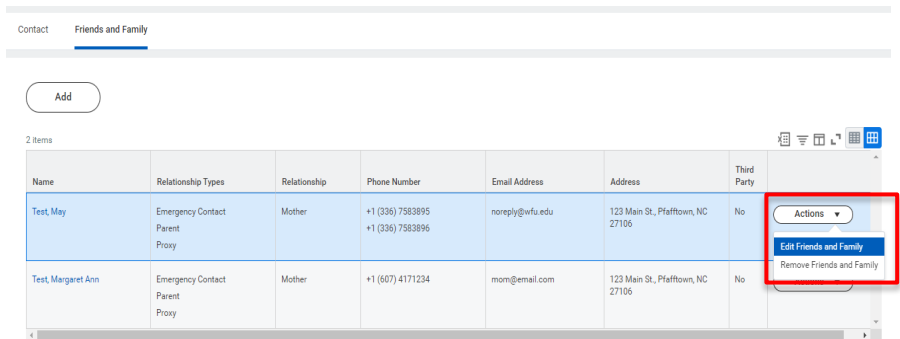 Contact Friends and Family
Add
2 items
Name Relationship Types Relationship Phone Number Email Address Address Third Party
Test, May Emergency Contact Mother +1 (336) 7583895 noreply@wfu.edu 123 Main St., Pfafftown, NC No Actions
Parent +1 (336) 7583896 27106
Proxy
Edit Friends and Family
Remove Friends and Family
Test, Margaret Ann Emergency Contact Mother +1 (607) 4171234 mom@email.com 123 Main St., Pfafftown, NC No Actions
Parent 27106
Proxy